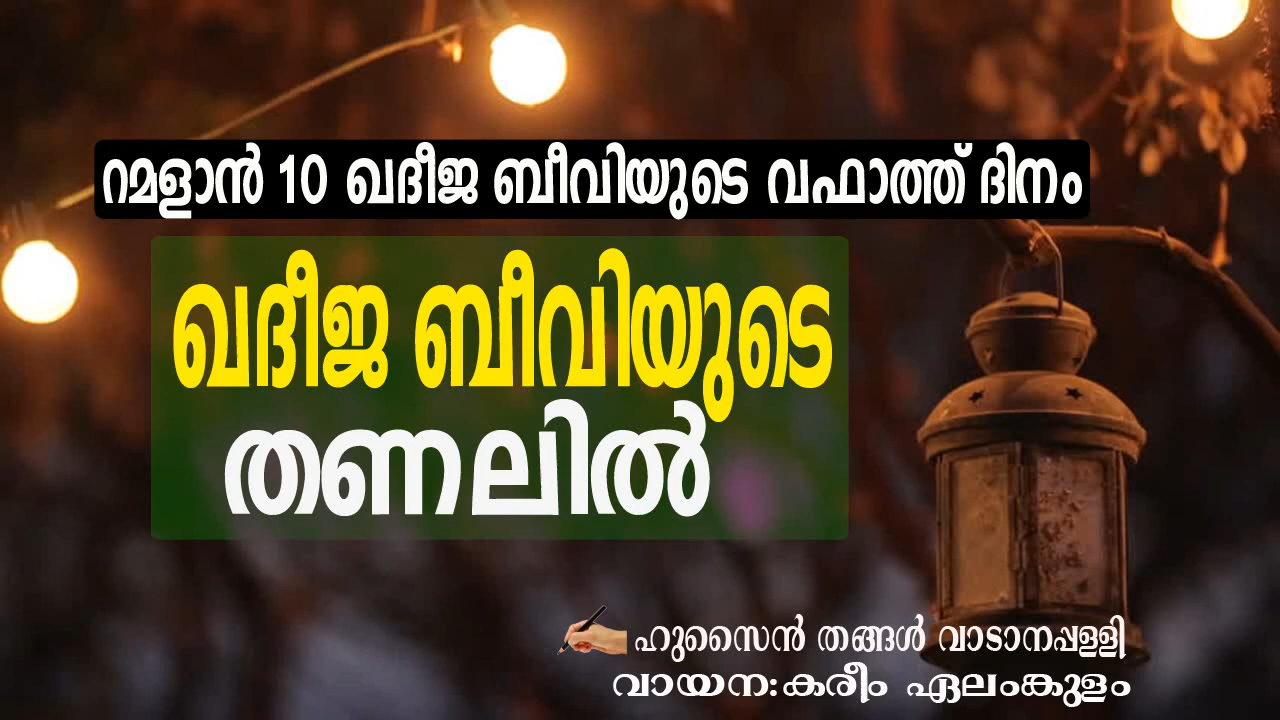 റമളാൻ 10 ഖദീജ ബീവിയുടെ വഫാത്ത് ദിനം
ഖദീജ ബീവിയുടെ
തണലിൽ
ഹുസൈൻ തങ്ങൾ വാടാനപ്പള്ളി
വായന:കരീം ഏലംങ്കുളം